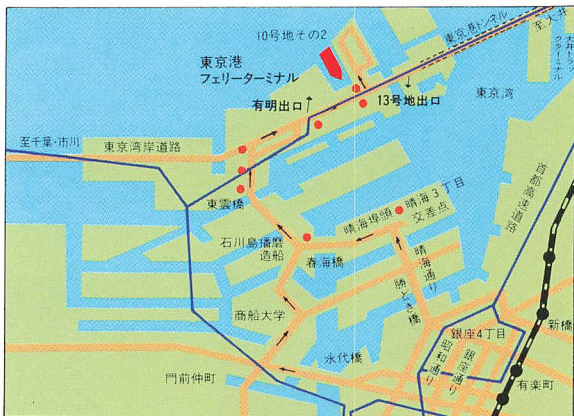 10号地その2
東京港トンネル
至大井
大井トラック
ターミナル
東京港
フェリーターミナル
有明出口
13号地出口
東京湾
至千葉・市川
東京湾岸道路
首都高速道路
東雲橋
晴海3丁目
交差点
晴海埠頭
石川島播磨
造船
春海橋
晴海通り
勝どき橋
商船大学
銀座4丁目
新橋
昭和通り
銀座通り
永代橋
門前仲町
有楽町